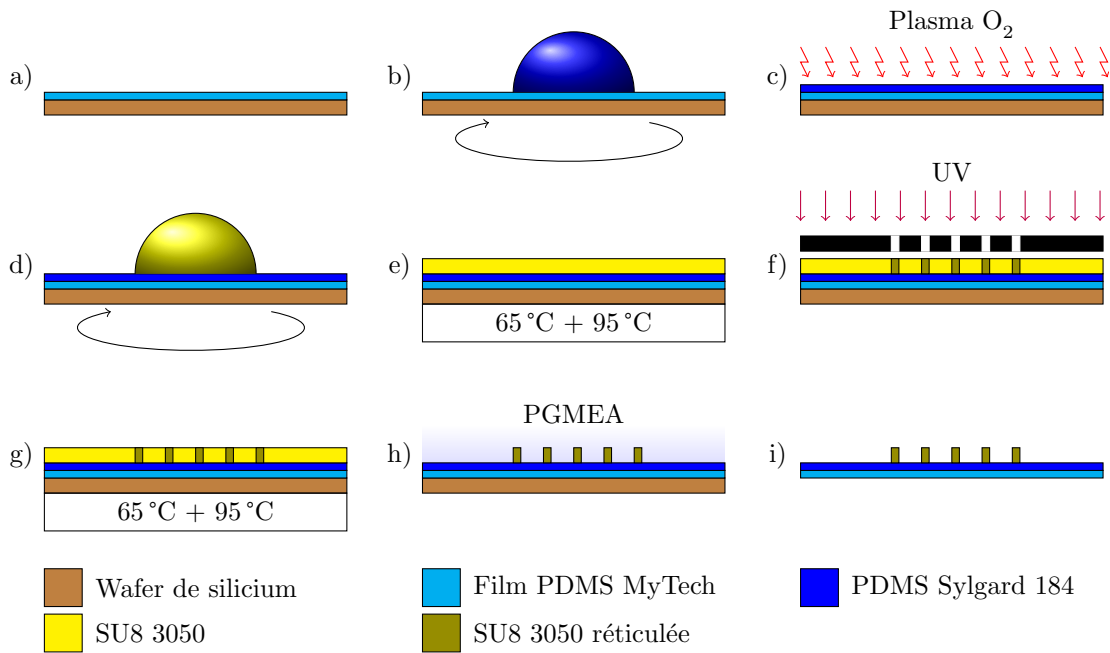 a)
b)
Plasma O₂
c)
d)
e)
65 °C + 95 °C
UV
f)
g)
65 °C + 95 °C
PGMEA
h)
i)
Wafer de silicium
Film PDMS MyTech
PDMS Sylgard 184
SU8 3050
SU8 3050 réticulée